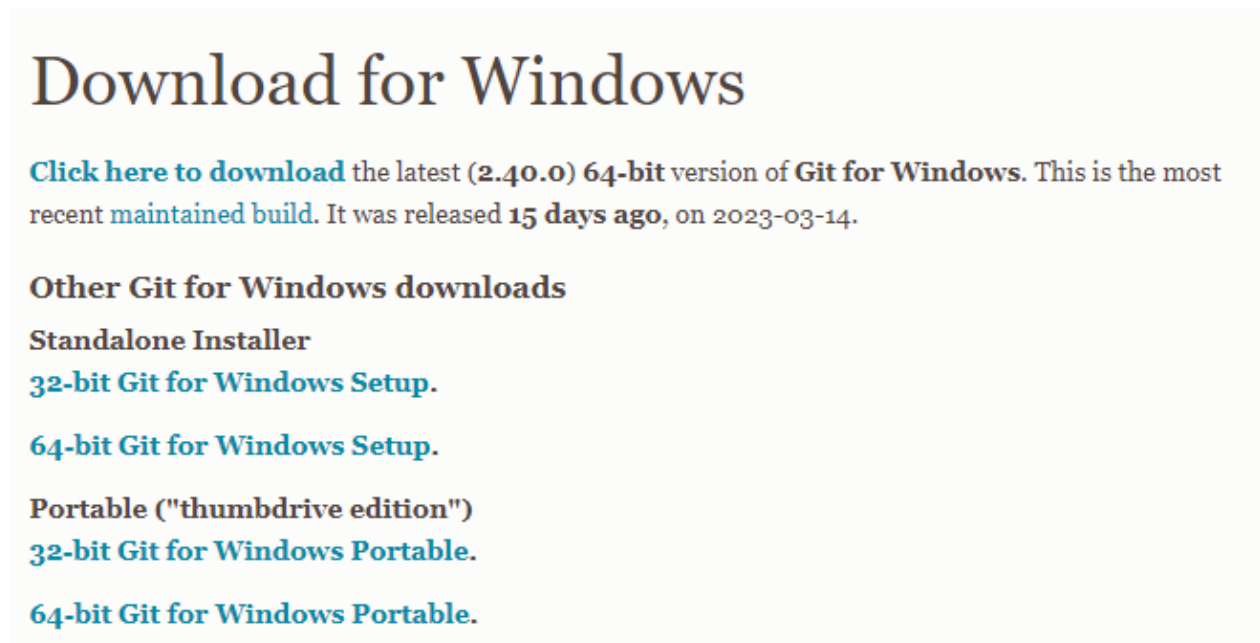 Download for Windows
Click here to download the latest (2.40.0) 64-bit version of Git for Windows. This is the most
recent maintained build. It was released 15 days ago, on 2023-03-14.
Other Git for Windows downloads
Standalone Installer
32-bit Git for Windows Setup.
64-bit Git for Windows Setup.
Portable ("thumbdrive edition")
32-bit Git for Windows Portable.
64-bit Git for Windows Portable.